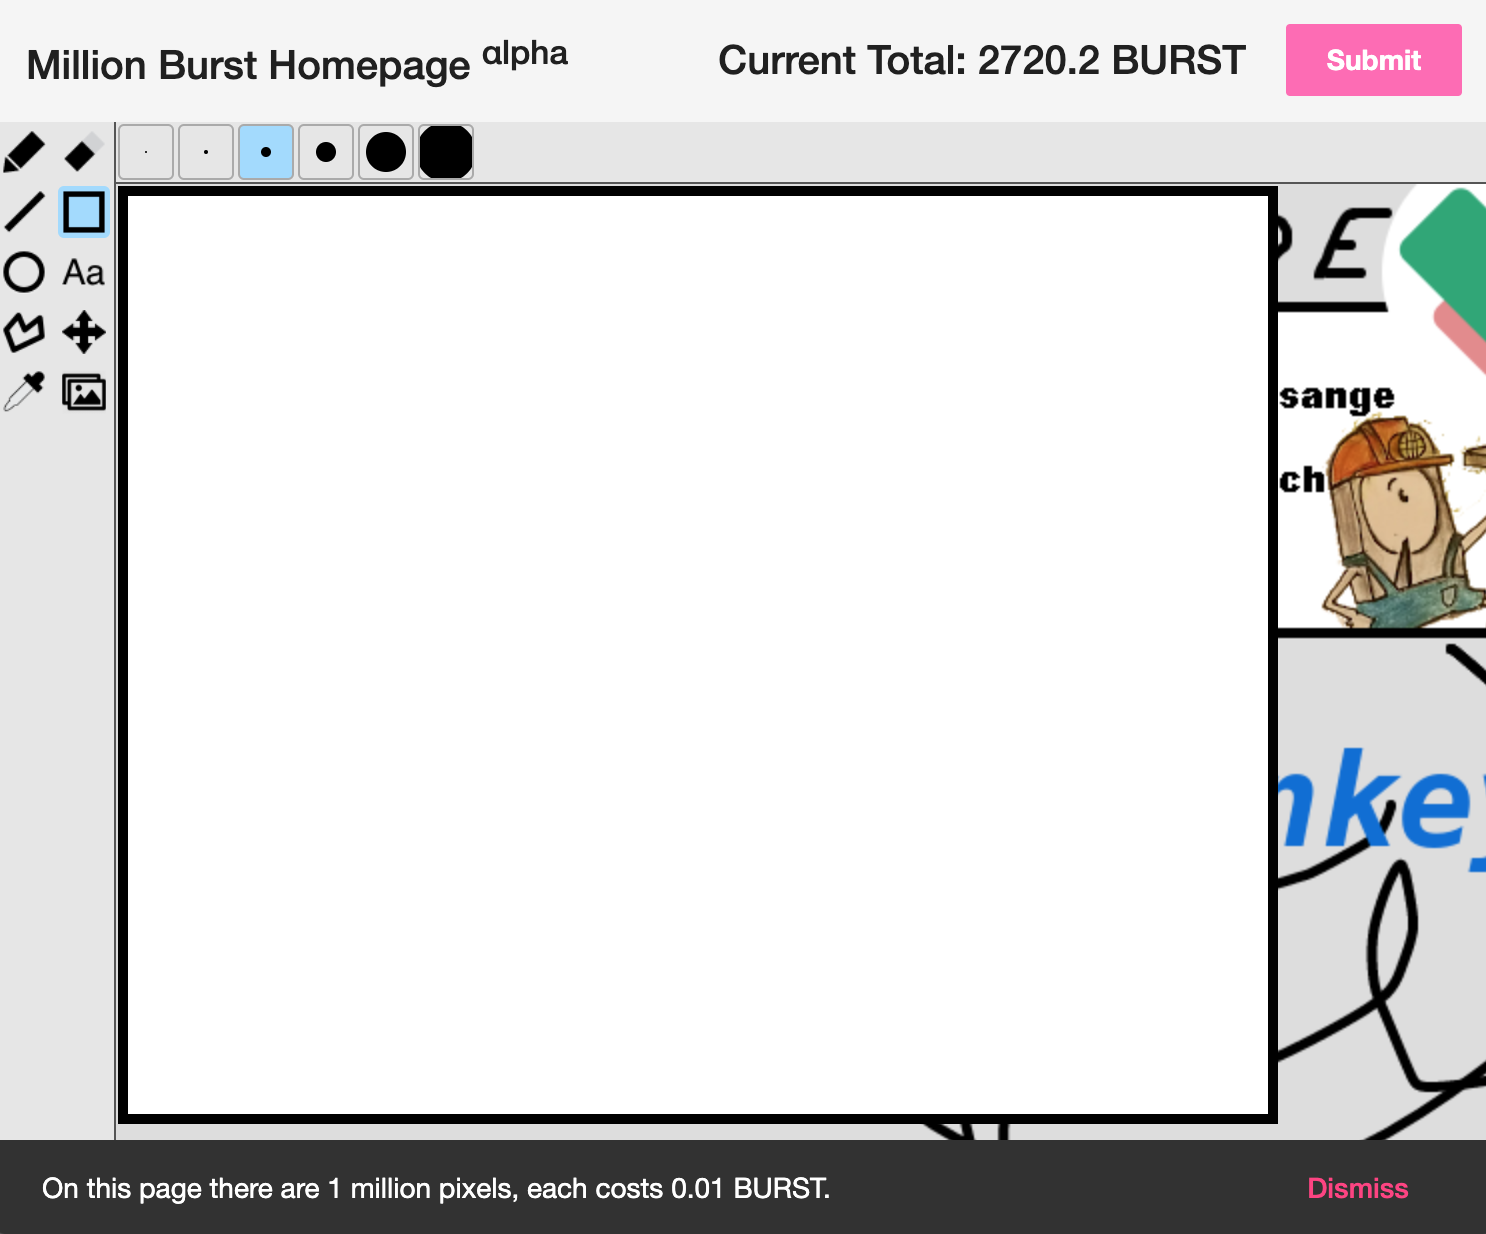 Million Burst Homepage alpha
Current Total: 2720.2 BURST
Submit
Aa
E
sange
ch
nkey
On this page there are 1 million pixels, each costs 0.01 BURST.
Dismiss